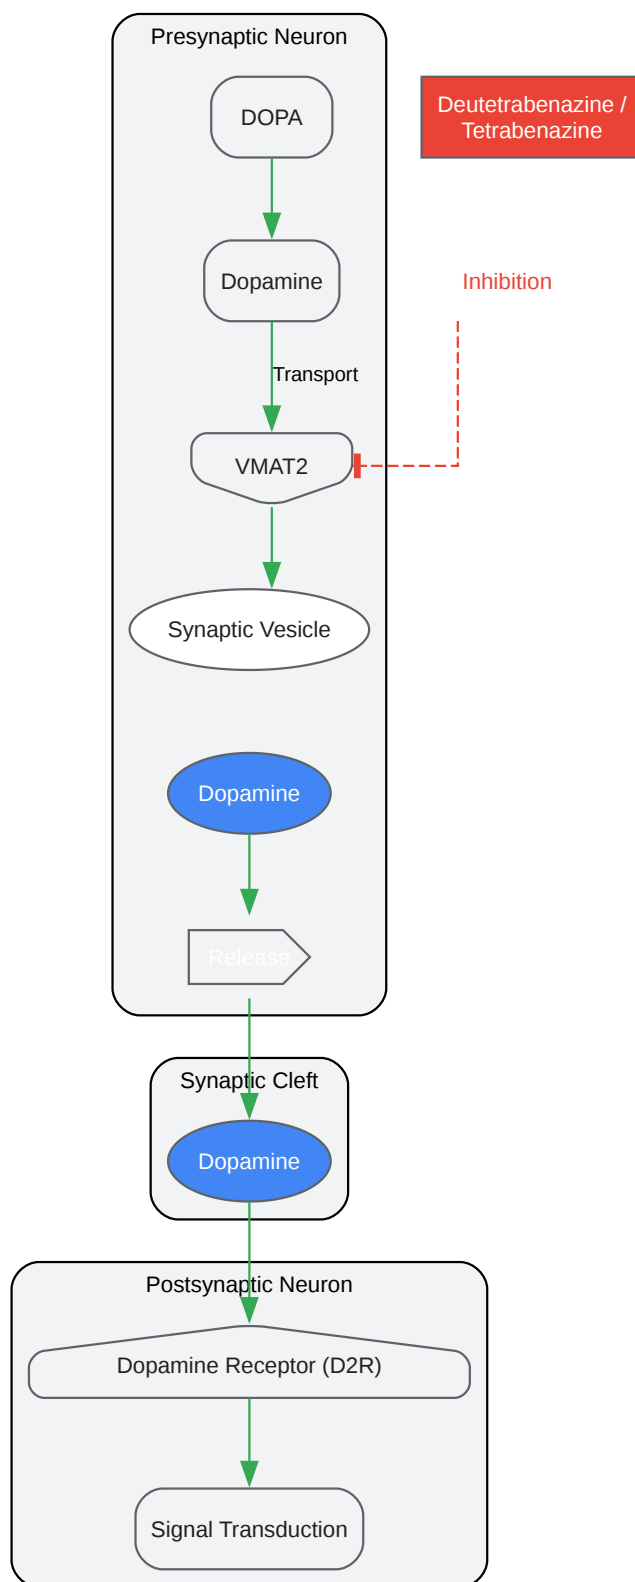 Presynaptic Neuron
DOPA
Deutetrabenazine /
Tetrabenazine
Dopamine
Inhibition
Transport
VMAT2
Synaptic Vesicle
Dopamine
Release
Synaptic Cleft
Dopamine
Postsynaptic Neuron
Dopamine Receptor (D2R)
Signal Transduction